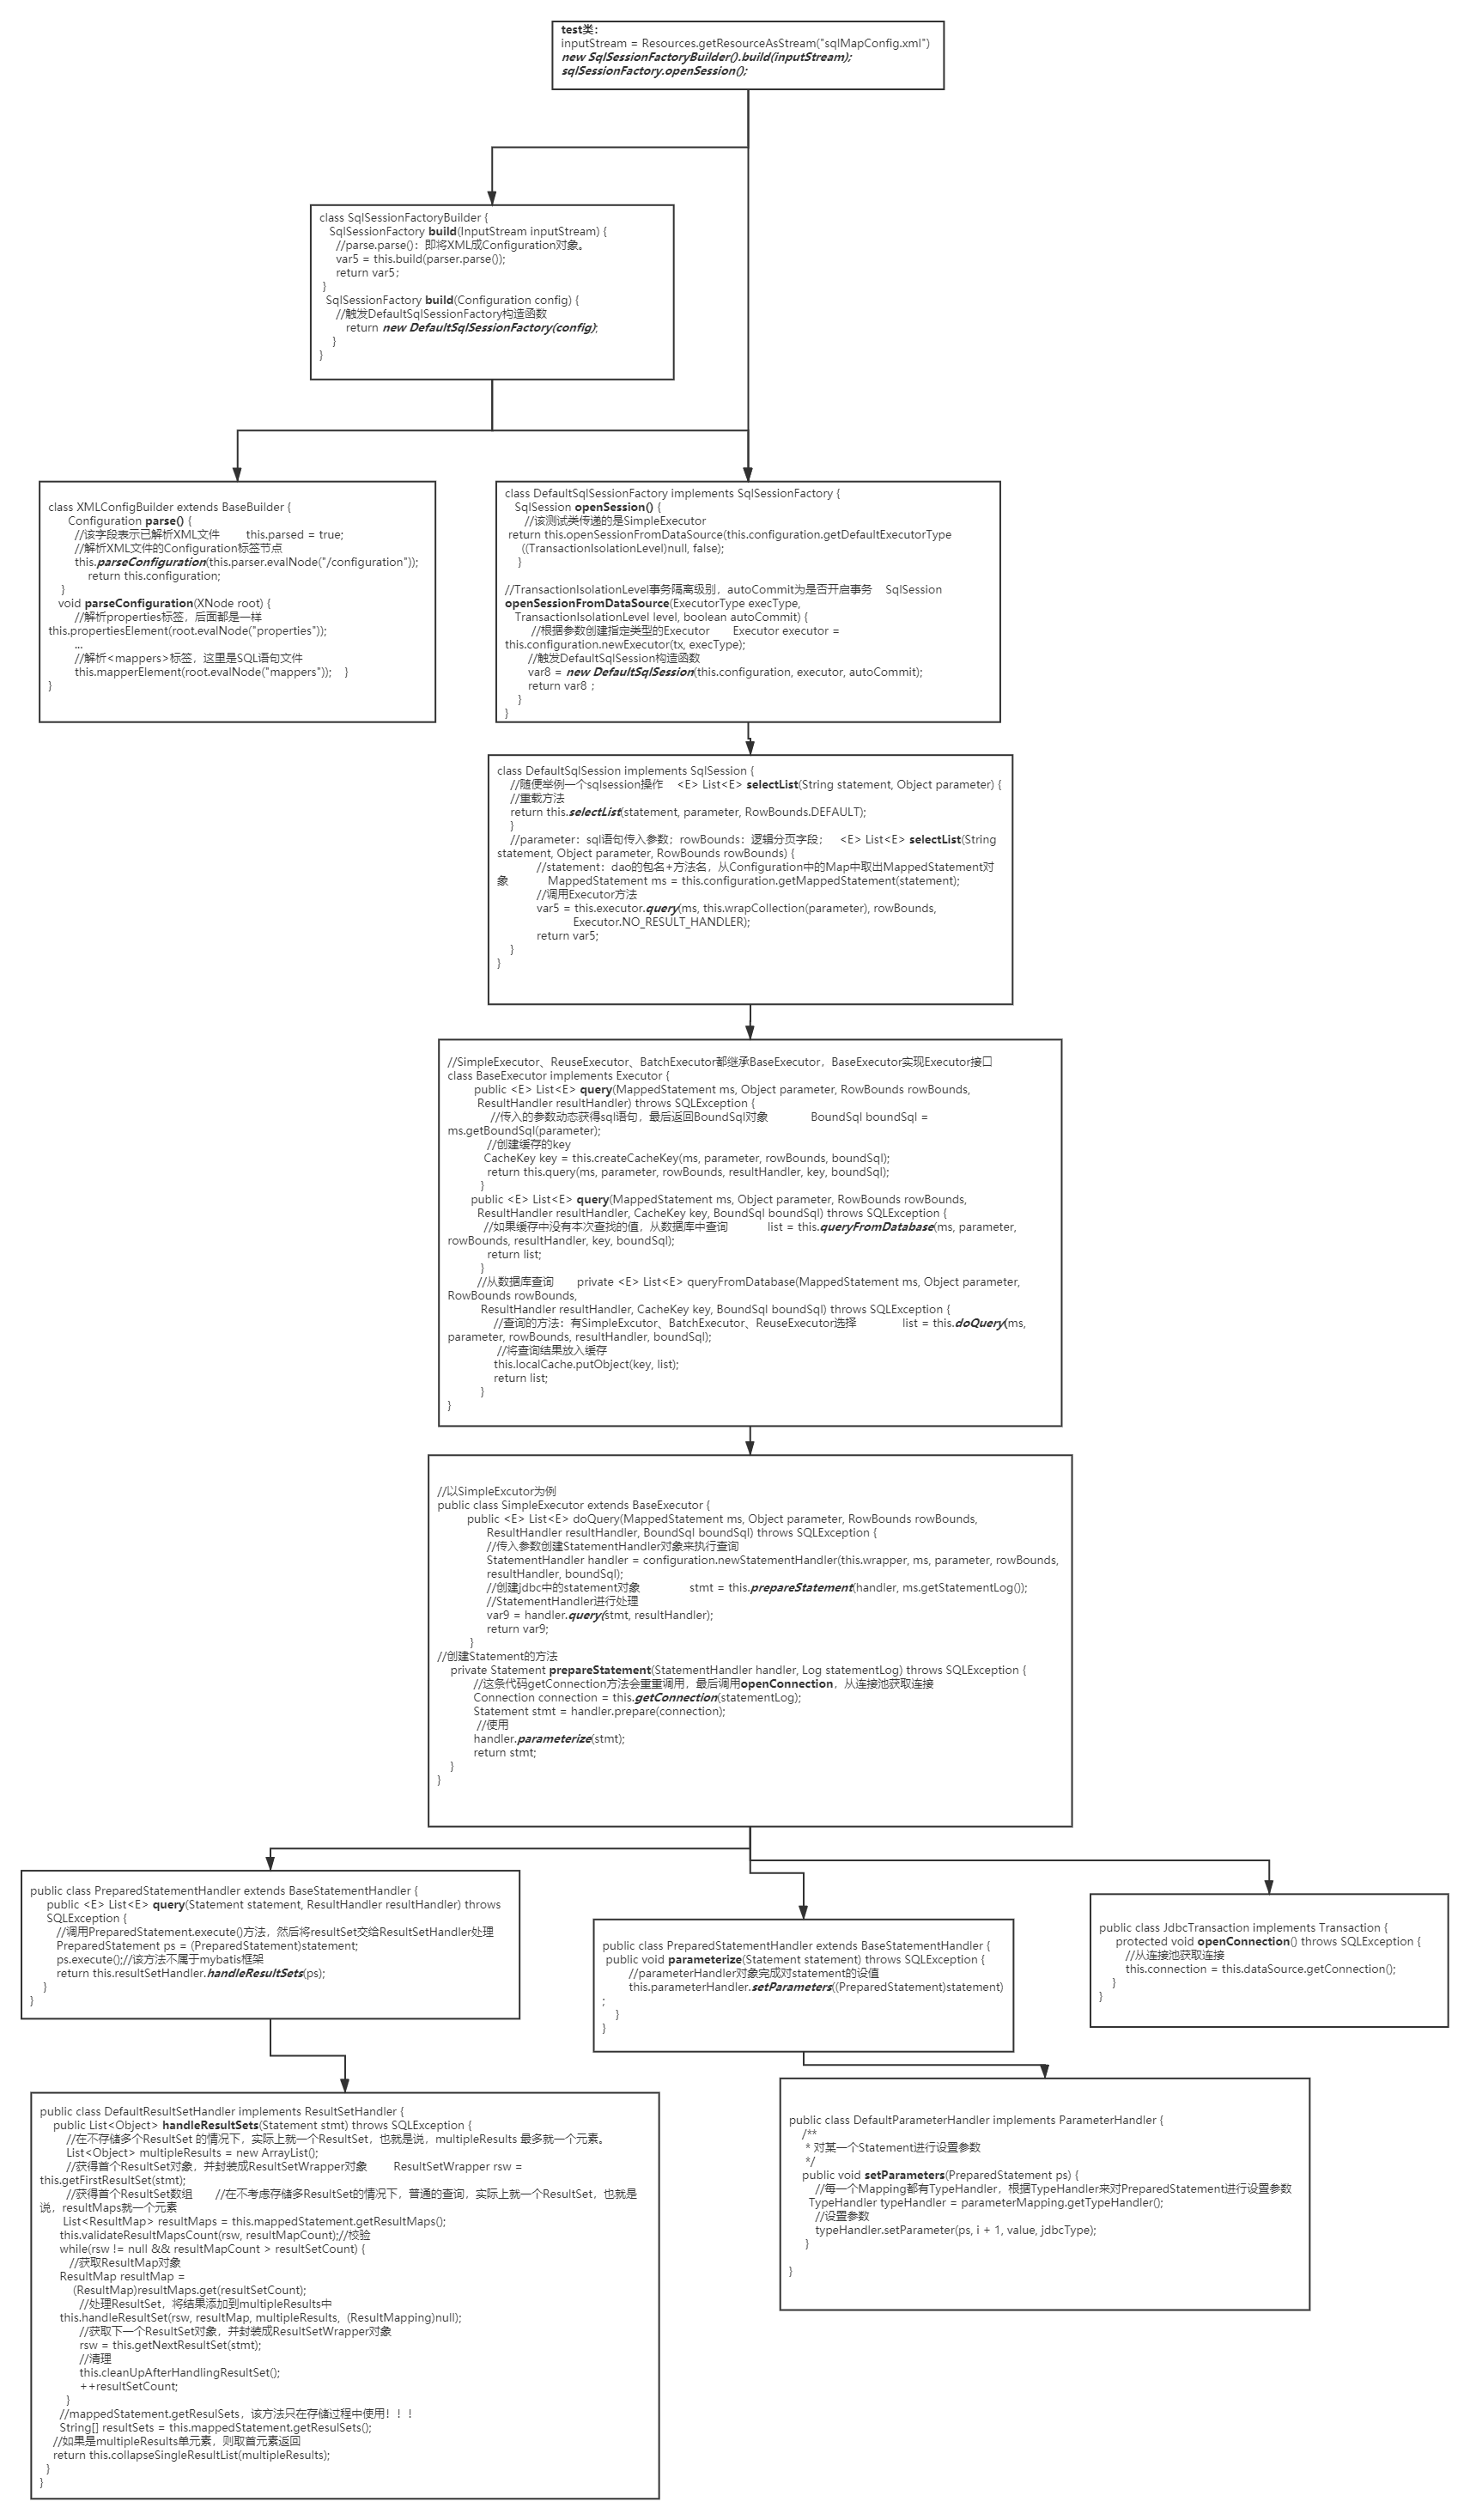 test类：
inputStream = Resources.getResourceAsStream("sqlMapConfig.xml")
new SqlSessionFactoryBuilder().build(inputStream);
sqlSessionFactory.openSession();
class SqlSessionFactoryBuilder {
SqlSessionFactory build(InputStream inputStream) {
//parse.parse()：即将XML成Configuration对象。
var5 = this.build(parser.parse());
return var5；
}
SqlSessionFactory build(Configuration config) {
//触发DefaultSqlSessionFactory构造函数
return new DefaultSqlSessionFactory(config);
}
}
class XMLConfigBuilder extends BaseBuilder {
Configuration parse() {
//该字段表示已解析XML文件 this.parsed = true;
//解析XML文件的Configuration标签节点
this.parseConfiguration(this.parser.evalNode("/configuration"));
return this.configuration;
}
void parseConfiguration(XNode root) {
//解析properties标签，后面都是一样
this.propertiesElement(root.evalNode("properties"));
...
//解析<mappers>标签，这里是SQL语句文件
this.mapperElement(root.evalNode("mappers")); }
}
class DefaultSqlSessionFactory implements SqlSessionFactory {
SqlSession openSession() {
//该测试类传递的是SimpleExecutor
return this.openSessionFromDataSource(this.configuration.getDefaultExecutorType
((TransactionIsolationLevel)null, false);
}
//TransactionIsolationLevel事务隔离级别，autoCommit为是否开启事务 SqlSession
openSessionFromDataSource(ExecutorType execType,
TransactionIsolationLevel level, boolean autoCommit) {
//根据参数创建指定类型的Executor Executor executor =
this.configuration.newExecutor(tx, execType);
//触发DefaultSqlSession构造函数
var8 = new DefaultSqlSession(this.configuration, executor, autoCommit);
return var8 ；
}
}
class DefaultSqlSession implements SqlSession {
//随便举例一个sqlsession操作 <E> List<E> selectList(String statement, Object parameter) {
//重载方法
return this.selectList(statement, parameter, RowBounds.DEFAULT);
}
//parameter：sql语句传入参数；rowBounds：逻辑分页字段； <E> List<E> selectList(String
statement, Object parameter, RowBounds rowBounds) {
//statement：dao的包名+方法名，从Configuration中的Map中取出MappedStatement对
象 MappedStatement ms = this.configuration.getMappedStatement(statement);
//调用Executor方法
var5 = this.executor.query(ms, this.wrapCollection(parameter), rowBounds,
Executor.NO_RESULT_HANDLER);
return var5;
}
}
//SimpleExecutor、ReuseExecutor、BatchExecutor都继承BaseExecutor，BaseExecutor实现Executor接口
class BaseExecutor implements Executor {
public <E> List<E> query(MappedStatement ms, Object parameter, RowBounds rowBounds,
ResultHandler resultHandler) throws SQLException {
//传入的参数动态获得sql语句，最后返回BoundSql对象 BoundSql boundSql =
ms.getBoundSql(parameter);
//创建缓存的key
CacheKey key = this.createCacheKey(ms, parameter, rowBounds, boundSql);
return this.query(ms, parameter, rowBounds, resultHandler, key, boundSql);
}
public <E> List<E> query(MappedStatement ms, Object parameter, RowBounds rowBounds,
ResultHandler resultHandler, CacheKey key, BoundSql boundSql) throws SQLException {
//如果缓存中没有本次查找的值，从数据库中查询 list = this.queryFromDatabase(ms, parameter,
rowBounds, resultHandler, key, boundSql);
return list;
}
//从数据库查询 private <E> List<E> queryFromDatabase(MappedStatement ms, Object parameter,
RowBounds rowBounds,
ResultHandler resultHandler, CacheKey key, BoundSql boundSql) throws SQLException {
//查询的方法：有SimpleExcutor、BatchExecutor、ReuseExecutor选择 list = this.doQuery(ms,
parameter, rowBounds, resultHandler, boundSql);
//将查询结果放入缓存
this.localCache.putObject(key, list);
return list;
}
}
//以SimpleExcutor为例
public class SimpleExecutor extends BaseExecutor {
public <E> List<E> doQuery(MappedStatement ms, Object parameter, RowBounds rowBounds,
ResultHandler resultHandler, BoundSql boundSql) throws SQLException {
//传入参数创建StatementHandler对象来执行查询
StatementHandler handler = configuration.newStatementHandler(this.wrapper, ms, parameter, rowBounds,
resultHandler, boundSql);
//创建jdbc中的statement对象 stmt = this.prepareStatement(handler, ms.getStatementLog());
//StatementHandler进行处理
var9 = handler.query(stmt, resultHandler);
return var9;
}
//创建Statement的方法
private Statement prepareStatement(StatementHandler handler, Log statementLog) throws SQLException {
//这条代码getConnection方法会重重调用，最后调用openConnection，从连接池获取连接
Connection connection = this.getConnection(statementLog);
Statement stmt = handler.prepare(connection);
//使用
handler.parameterize(stmt);
return stmt;
}
}
public class PreparedStatementHandler extends BaseStatementHandler {
public <E> List<E> query(Statement statement, ResultHandler resultHandler) throws
SQLException {
//调用PreparedStatement.execute()方法，然后将resultSet交给ResultSetHandler处理
PreparedStatement ps = (PreparedStatement)statement;
ps.execute();//该方法不属于mybatis框架
return this.resultSetHandler.handleResultSets(ps);
}
}
public class PreparedStatementHandler extends BaseStatementHandler {
public void parameterize(Statement statement) throws SQLException {
//parameterHandler对象完成对statement的设值
this.parameterHandler.setParameters((PreparedStatement)statement)
;
}
}
public class JdbcTransaction implements Transaction {
protected void openConnection() throws SQLException {
//从连接池获取连接
this.connection = this.dataSource.getConnection();
}
}
public class DefaultResultSetHandler implements ResultSetHandler {
public List<Object> handleResultSets(Statement stmt) throws SQLException {
//在不存储多个ResultSet 的情况下，实际上就一个ResultSet，也就是说，multipleResults 最多就一个元素。
List<Object> multipleResults = new ArrayList();
//获得首个ResultSet对象，并封装成ResultSetWrapper对象 ResultSetWrapper rsw =
this.getFirstResultSet(stmt);
//获得首个ResultSet数组 //在不考虑存储多ResultSet的情况下，普通的查询，实际上就一个ResultSet，也就是
说，resultMaps就一个元素
List<ResultMap> resultMaps = this.mappedStatement.getResultMaps();
this.validateResultMapsCount(rsw, resultMapCount);//校验
while(rsw != null && resultMapCount > resultSetCount) {
//获取ResultMap对象
ResultMap resultMap =
(ResultMap)resultMaps.get(resultSetCount);
//处理ResultSet，将结果添加到multipleResults中
this.handleResultSet(rsw, resultMap, multipleResults, (ResultMapping)null);
//获取下一个ResultSet对象，并封装成ResultSetWrapper对象
rsw = this.getNextResultSet(stmt);
//清理
this.cleanUpAfterHandlingResultSet();
++resultSetCount;
}
//mappedStatement.getResulSets，该方法只在存储过程中使用！！！
String[] resultSets = this.mappedStatement.getResulSets();
//如果是multipleResults单元素，则取首元素返回
return this.collapseSingleResultList(multipleResults);
}
}
public class DefaultParameterHandler implements ParameterHandler {
/**
* 对某一个Statement进行设置参数
*/
public void setParameters(PreparedStatement ps) {
//每一个Mapping都有TypeHandler，根据TypeHandler来对PreparedStatement进行设置参数
TypeHandler typeHandler = parameterMapping.getTypeHandler();
//设置参数
typeHandler.setParameter(ps, i + 1, value, jdbcType);
}
}